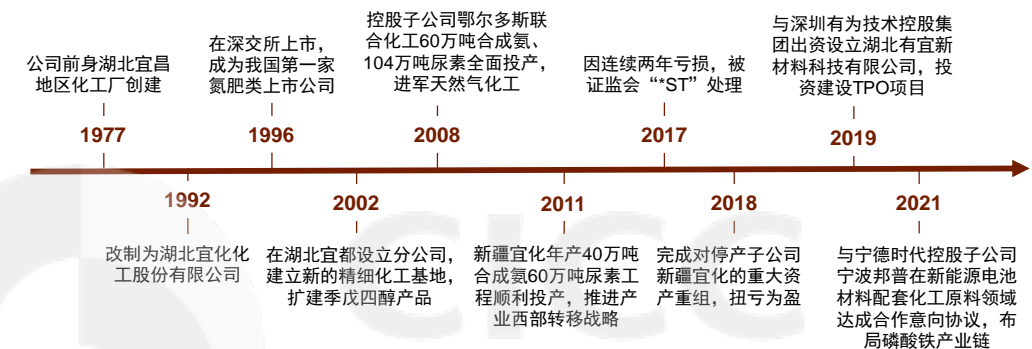 公司前身湖北宜昌
地区化工厂创建
1977
在深交所上市，
成为我国第一家
氮肥类上市公司
1996
控股子公司鄂尔多斯联
合化工60万吨合成氨、
104万吨尿素全面投产，
进军天然气化工
2008
因连续两年亏损，被
证监会“*ST”处理
2017
与深圳有为技术控股集
团出资设立湖北有宜新
材料科技有限公司，投
资建设TPO项目
2019
1992
改制为湖北宜化化
工股份有限公司
2002
在湖北宜都设立分公司，
建立新的精细化工基地，
扩建季戊四醇产品
2011
新疆宜化年产40万吨
合成氨60万吨尿素工
程顺利投产，推进产
业西部转移战略
2018
完成对停产子公司
新疆宜化的重大资
产重组，扭亏为盈
2021
与宁德时代控股子公司
宁波邦普在新能源电池
材料配套化工原料领域
达成合作意向协议，布
局磷酸铁产业链
CICC